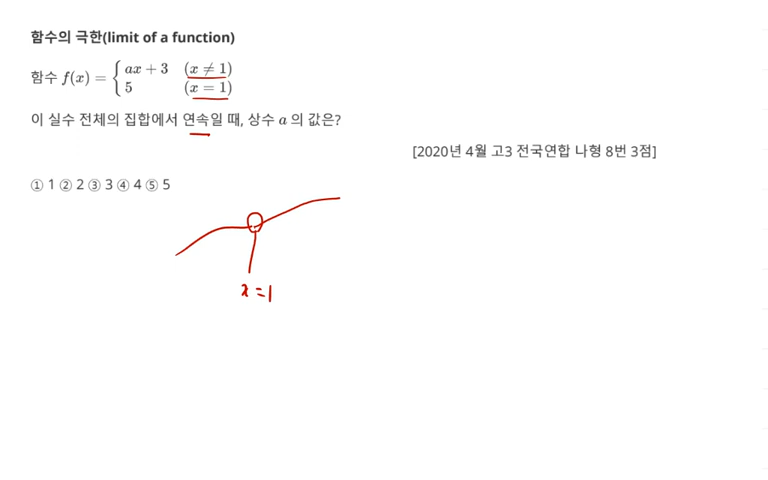 함수의 극한(limit of a function)
함수 f(x) = { ax + 3 (x ≠ 1)
5 (x = 1)
이 실수 전체의 집합에서 연속일 때, 상수 a 의 값은?
[2020년 4월 고3 전국연합 나형 8번 3점]
① 1 ② 2 ③ 3 ④ 4 ⑤ 5
x = 1